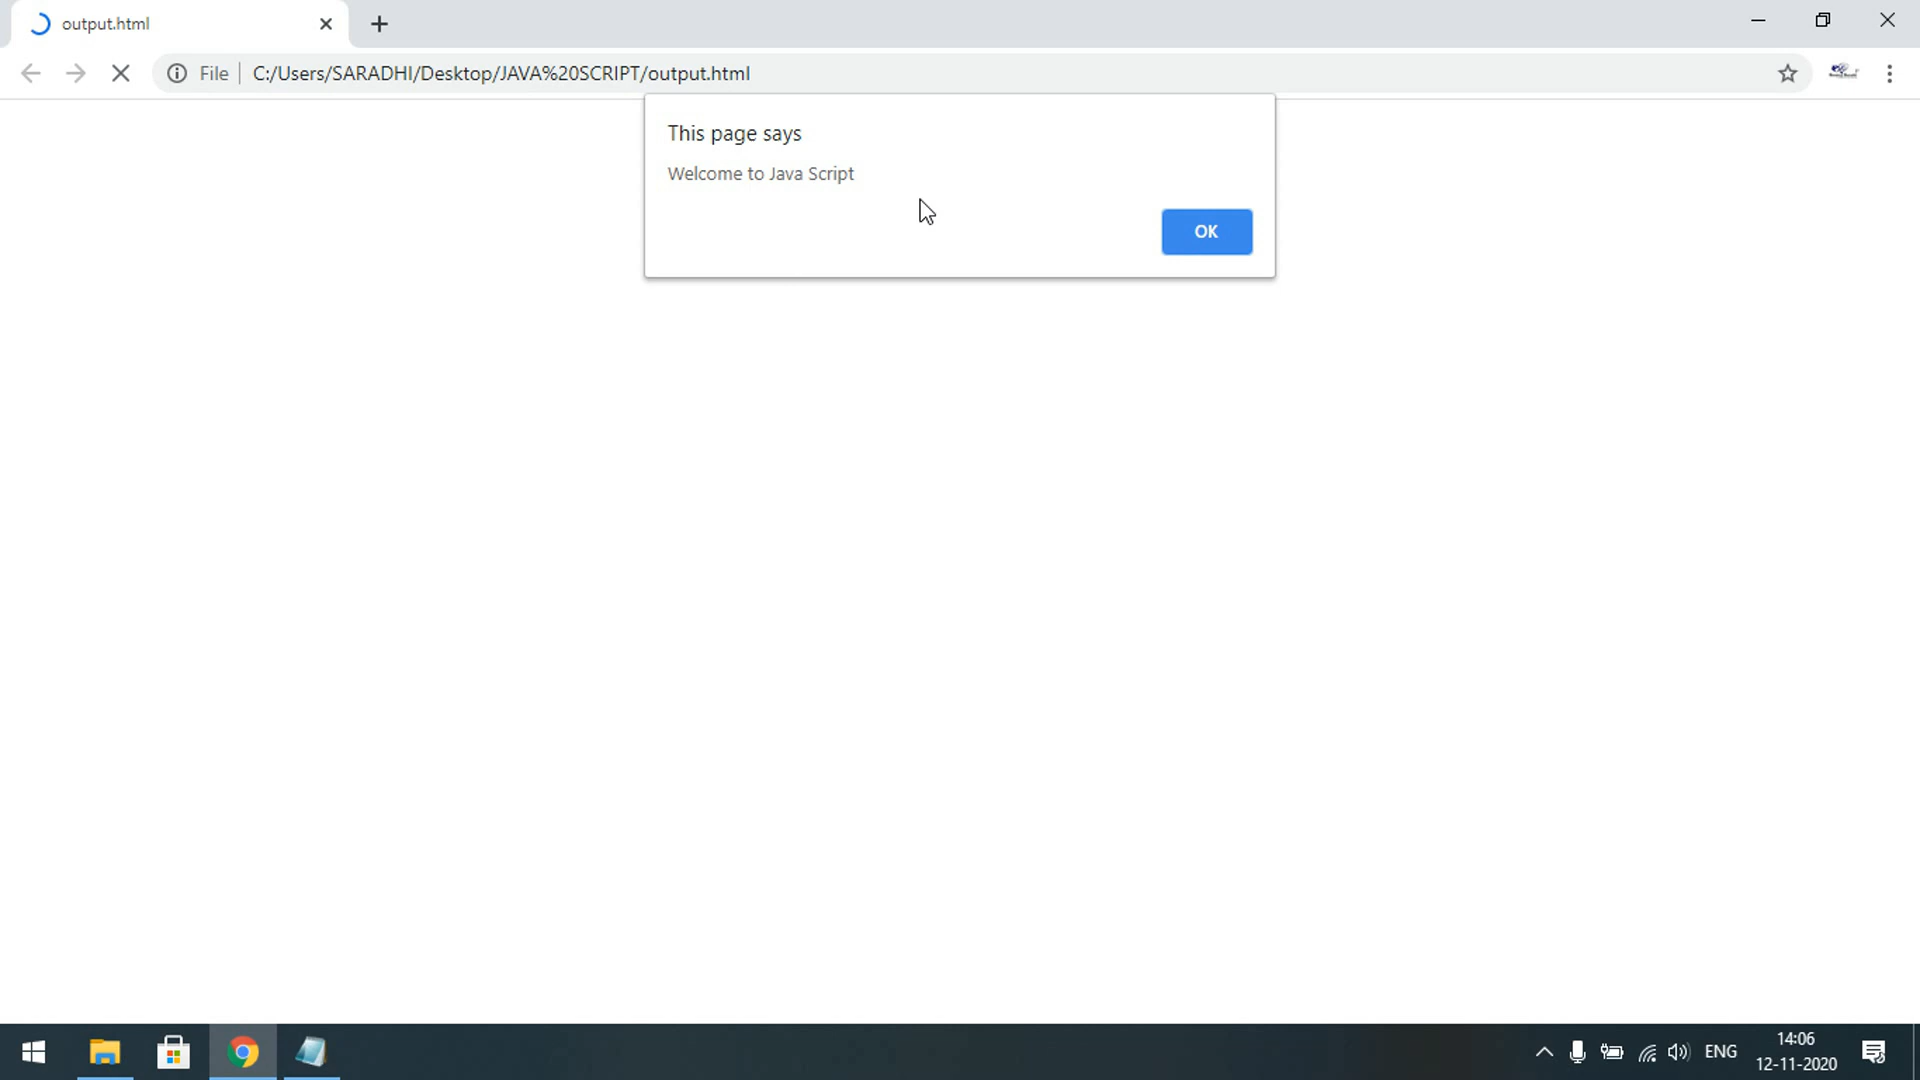 output.html
File
C:/Users/SARADHI/Desktop/JAVA%20SCRIPT/output.html
This page says
Welcome to Java Script
OK
ENG
14:06
12-11-2020